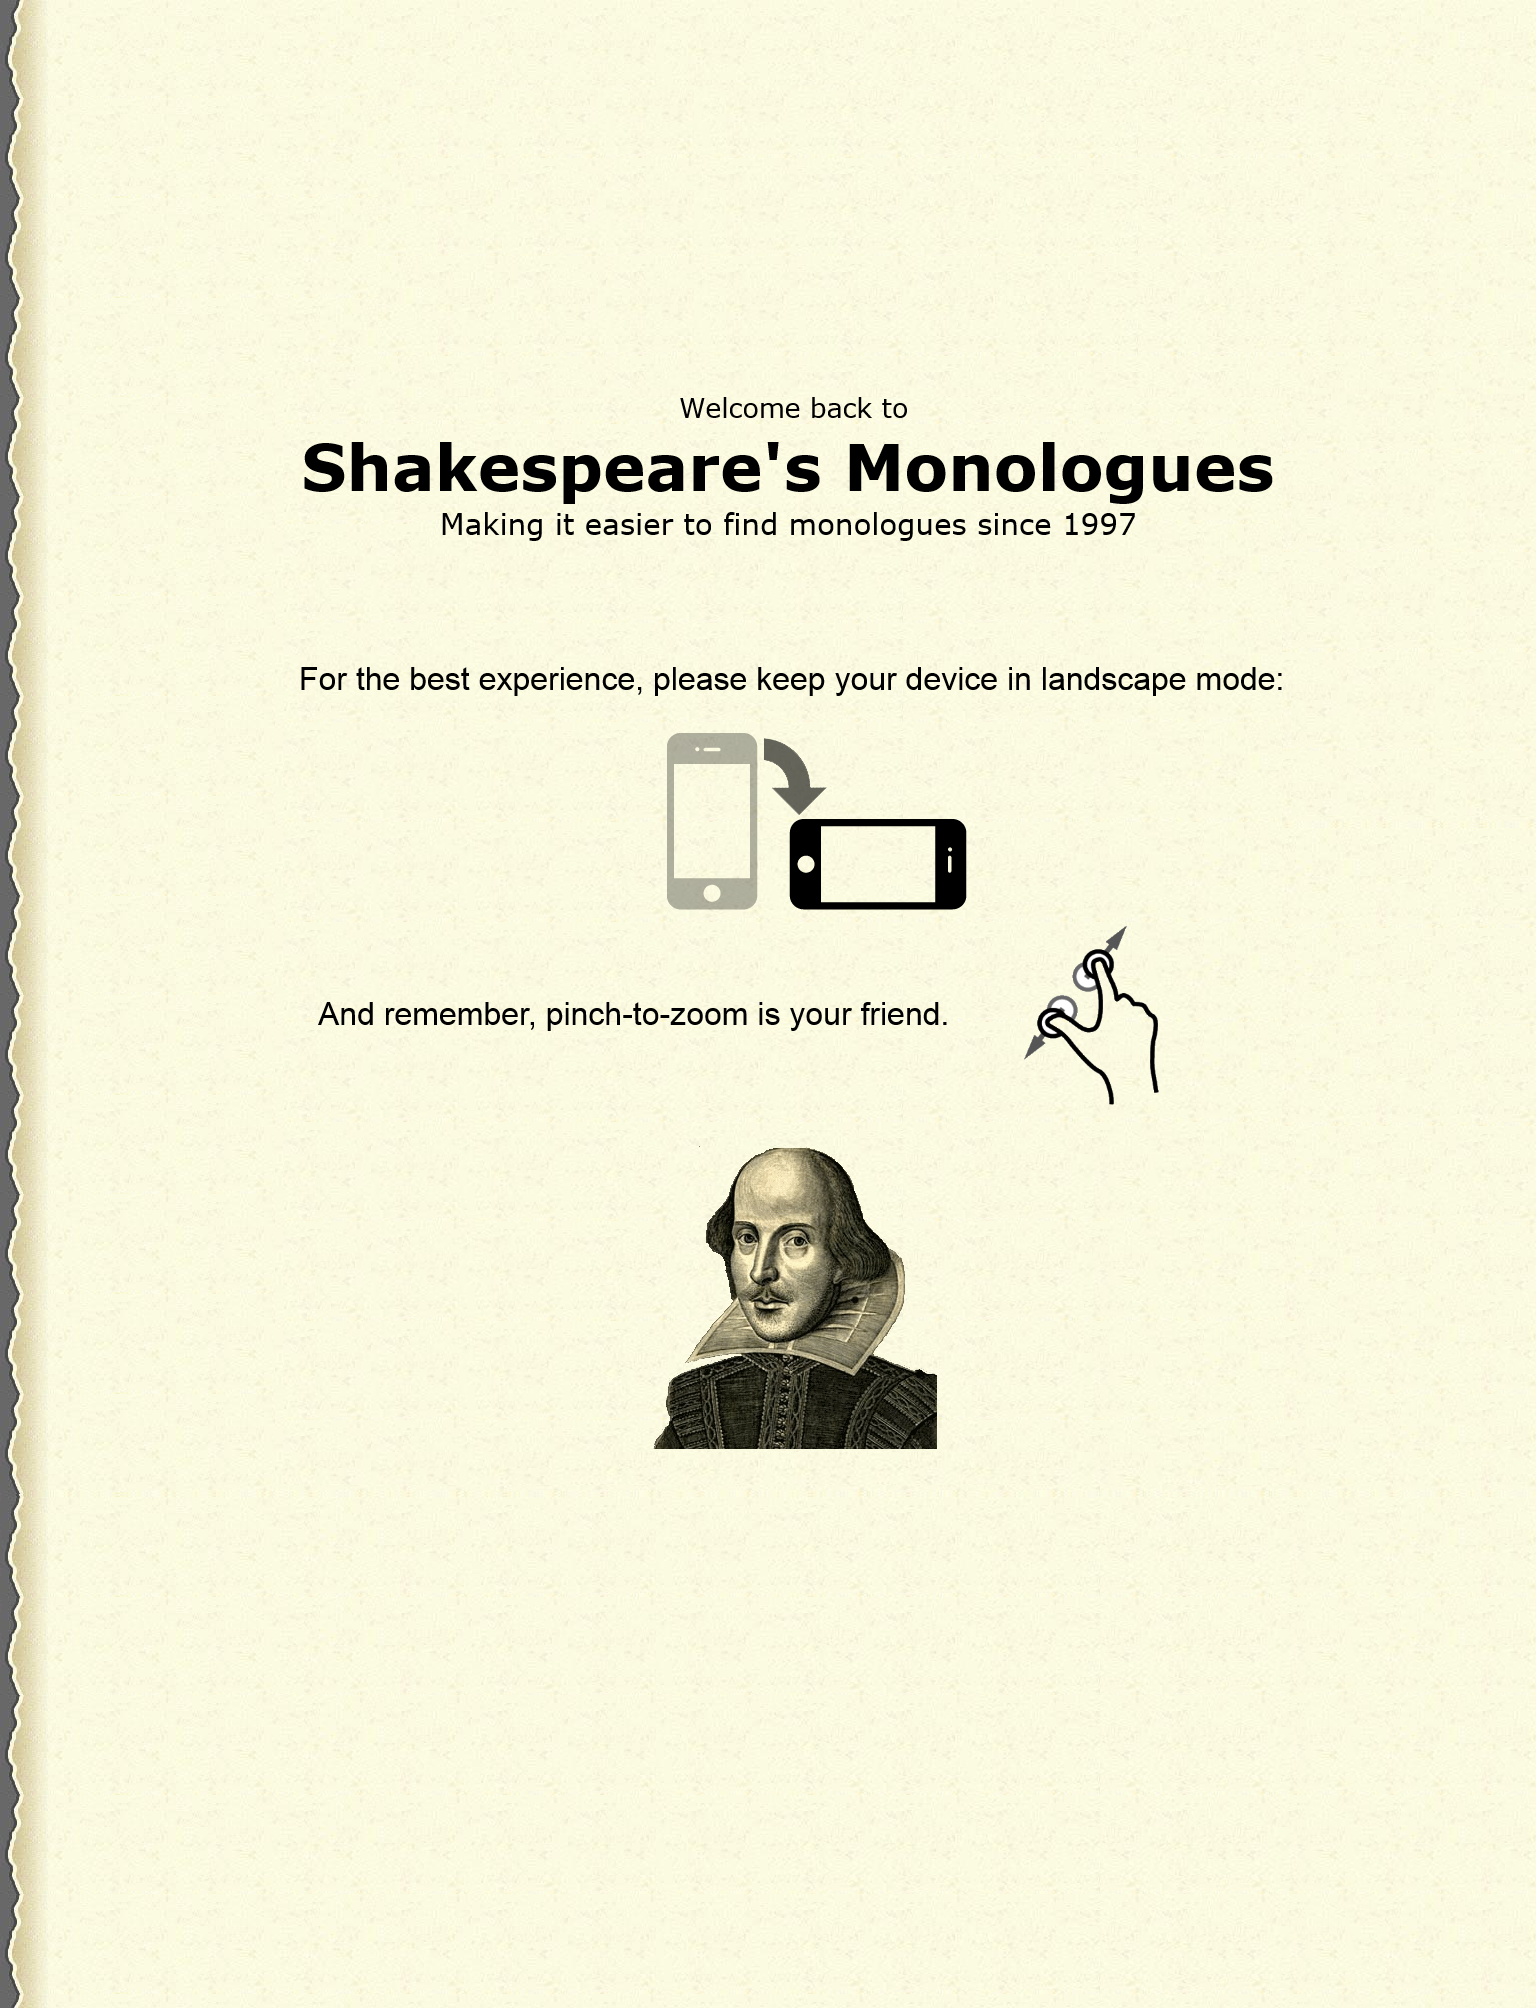 Welcome back to
Shakespeare's Monologues
Making it easier to find monologues since 1997
For the best experience, please keep your device in landscape mode:
And remember, pinch-to-zoom is your friend.